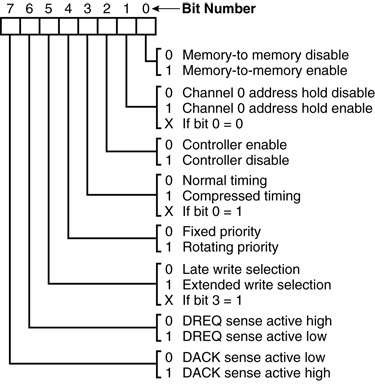 7 6 5 4 3 2 1 0 Bit Number
0 Memory-to memory disable
1 Memory-to-memory enable
0 Channel 0 address hold disable
1 Channel 0 address hold enable
X If bit 0 = 0
0 Controller enable
1 Controller disable
0 Normal timing
1 Compressed timing
X If bit 0 = 1
0 Fixed priority
1 Rotating priority
0 Late write selection
1 Extended write selection
X If bit 3 = 1
0 DREQ sense active high
1 DREQ sense active low
0 DACK sense active low
1 DACK sense active high